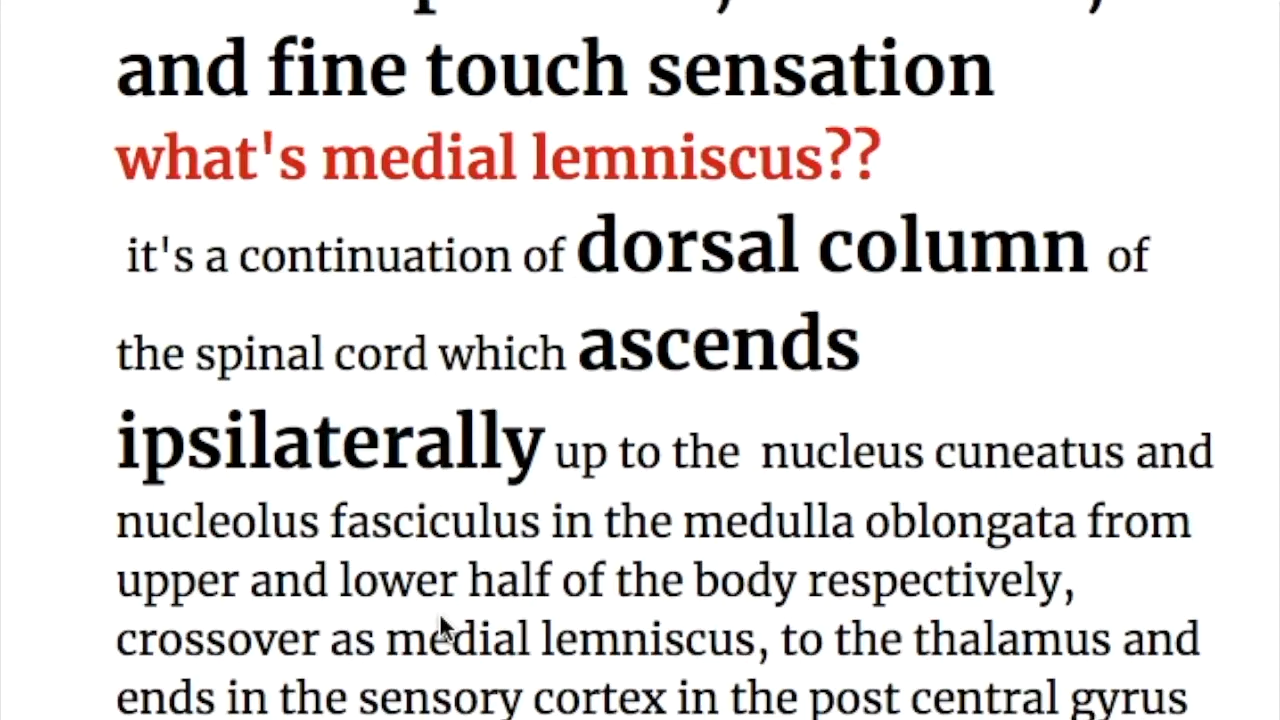 and fine touch sensation
what's medial lemniscus??
it's a continuation of dorsal column of
the spinal cord which ascends
ipsilaterally up to the nucleus cuneatus and
nucleolus fasciculus in the medulla oblongata from
upper and lower half of the body respectively,
crossover as medial lemniscus, to the thalamus and
ends in the sensory cortex in the post central gyrus